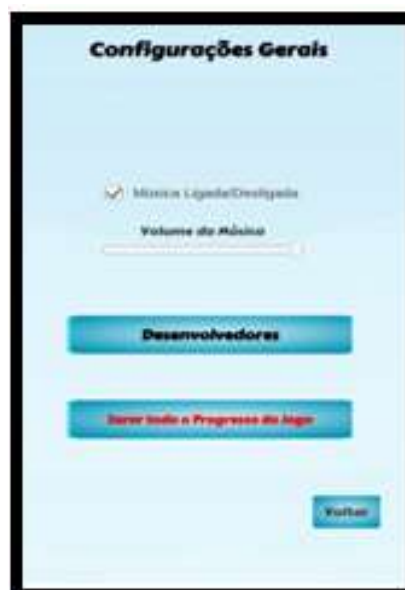 Configurações Gerais
Música Ligada/Desligada
Volume da Música
Desenvolvedores
Zerar todo o Progresso do Jogo
Voltar